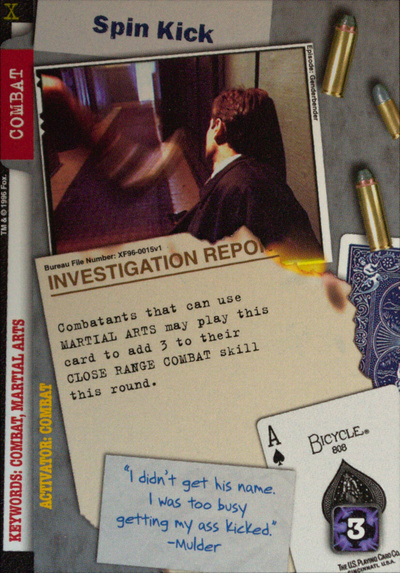 X
Spin Kick
COMBAT
Episode: Genderbender
TM & © 1996 Fox.
Bureau File Number: XF96-0015v1
INVESTIGATION REPO
Combatants that can use
MARTIAL ARTS may play this
card to add 3 to their
CLOSE RANGE COMBAT skill
this round.
KEYWORDS: COMBAT, MARTIAL ARTS
ACTIVATOR: COMBAT
A
BICYCLE®
808
3
THE U.S. PLAYING CARD CO.
CINCINNATI, U.S.A.
"I didn't get his name.
I was too busy
getting my ass kicked."
-Mulder